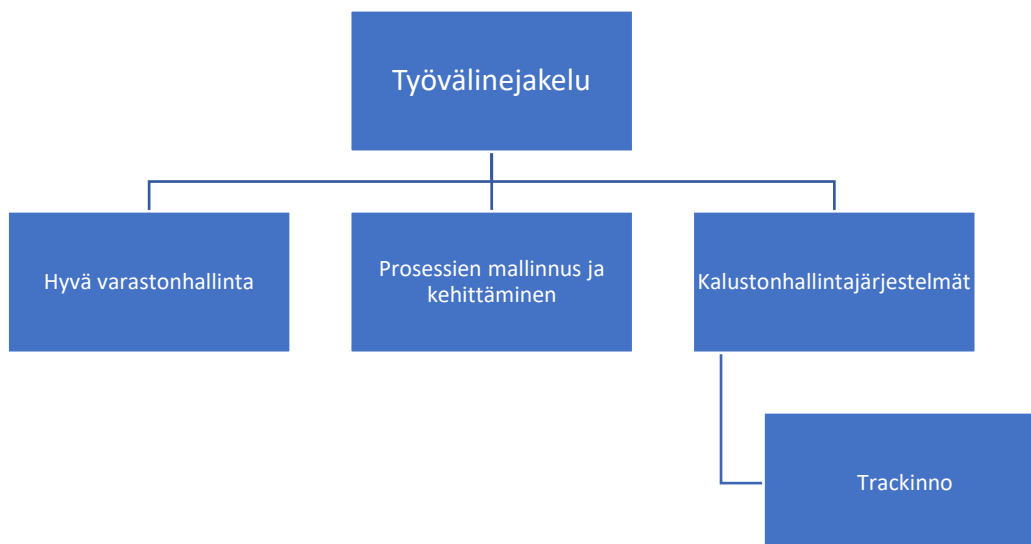 Työvälinejakelu
Hyvä varastonhallinta
Prosessien mallinnus ja
kehittäminen
Kalustonhallintajärjestelmät
Trackinno